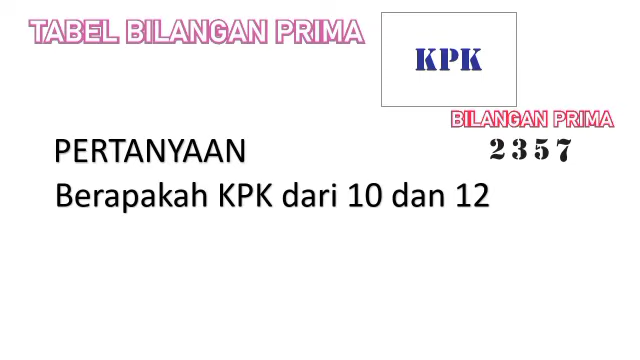 TABEL BILANGAN PRIMA
KPK
BILANGAN PRIMA
2 3 5 7
PERTANYAAN
Berapakah KPK dari 10 dan 12